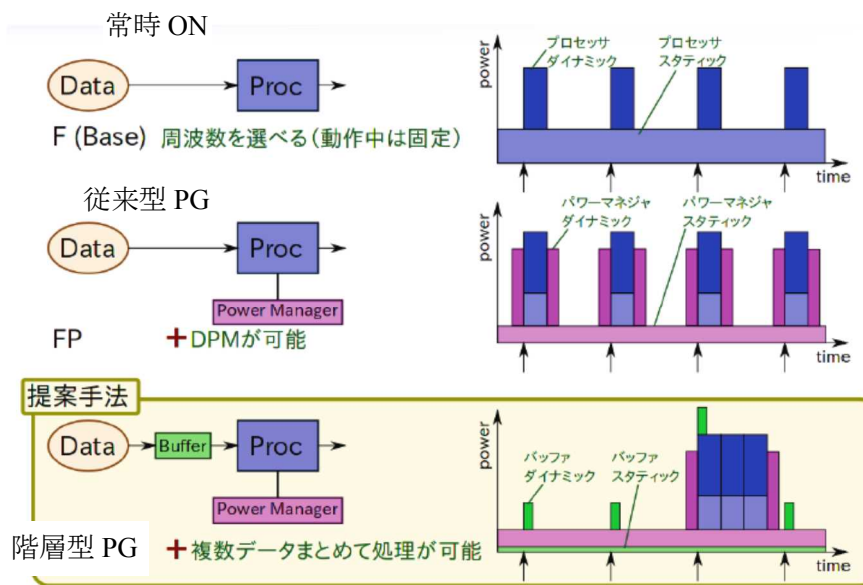 常時 ON
Data
Proc
F (Base) 周波数を選べる(動作中は固定)
power
プロセッサ
ダイナミック
プロセッサ
スタティック
time
従来型 PG
Data
Proc
Power Manager
FP
+DPMが可能
power
パワーマネジャ
ダイナミック
パワーマネジャ
スタティック
time
提案手法
Data
Buffer
Proc
Power Manager
階層型 PG
+複数データまとめて処理が可能
power
バッファ
ダイナミック
バッファ
スタティック
time